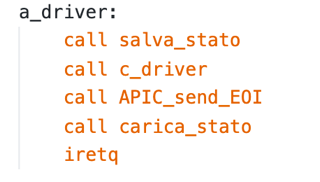 a_driver:
call salva_stato
call c_driver
call APIC_send_EOI
call carica_stato
iretq